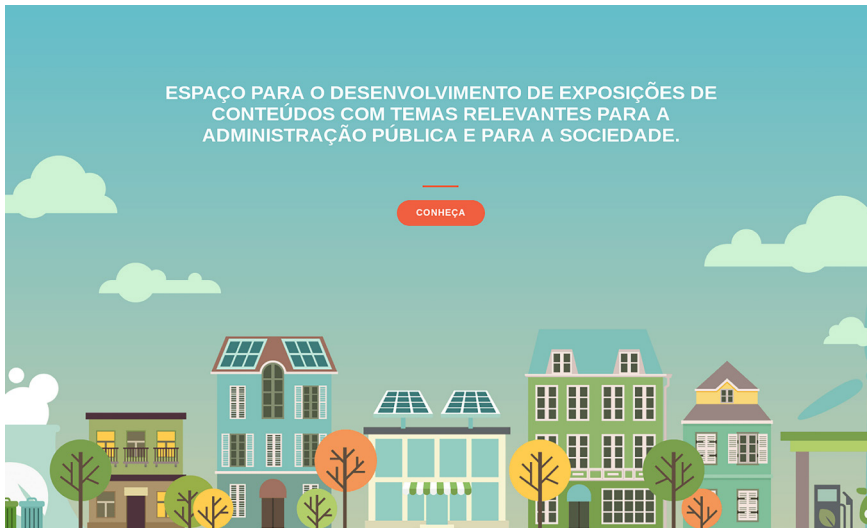 ESPAÇO PARA O DESENVOLVIMENTO DE EXPOSIÇÕES DE
CONTEÚDOS COM TEMAS RELEVANTES PARA A
ADMINISTRAÇÃO PÚBLICA E PARA A SOCIEDADE.
CONHEÇA